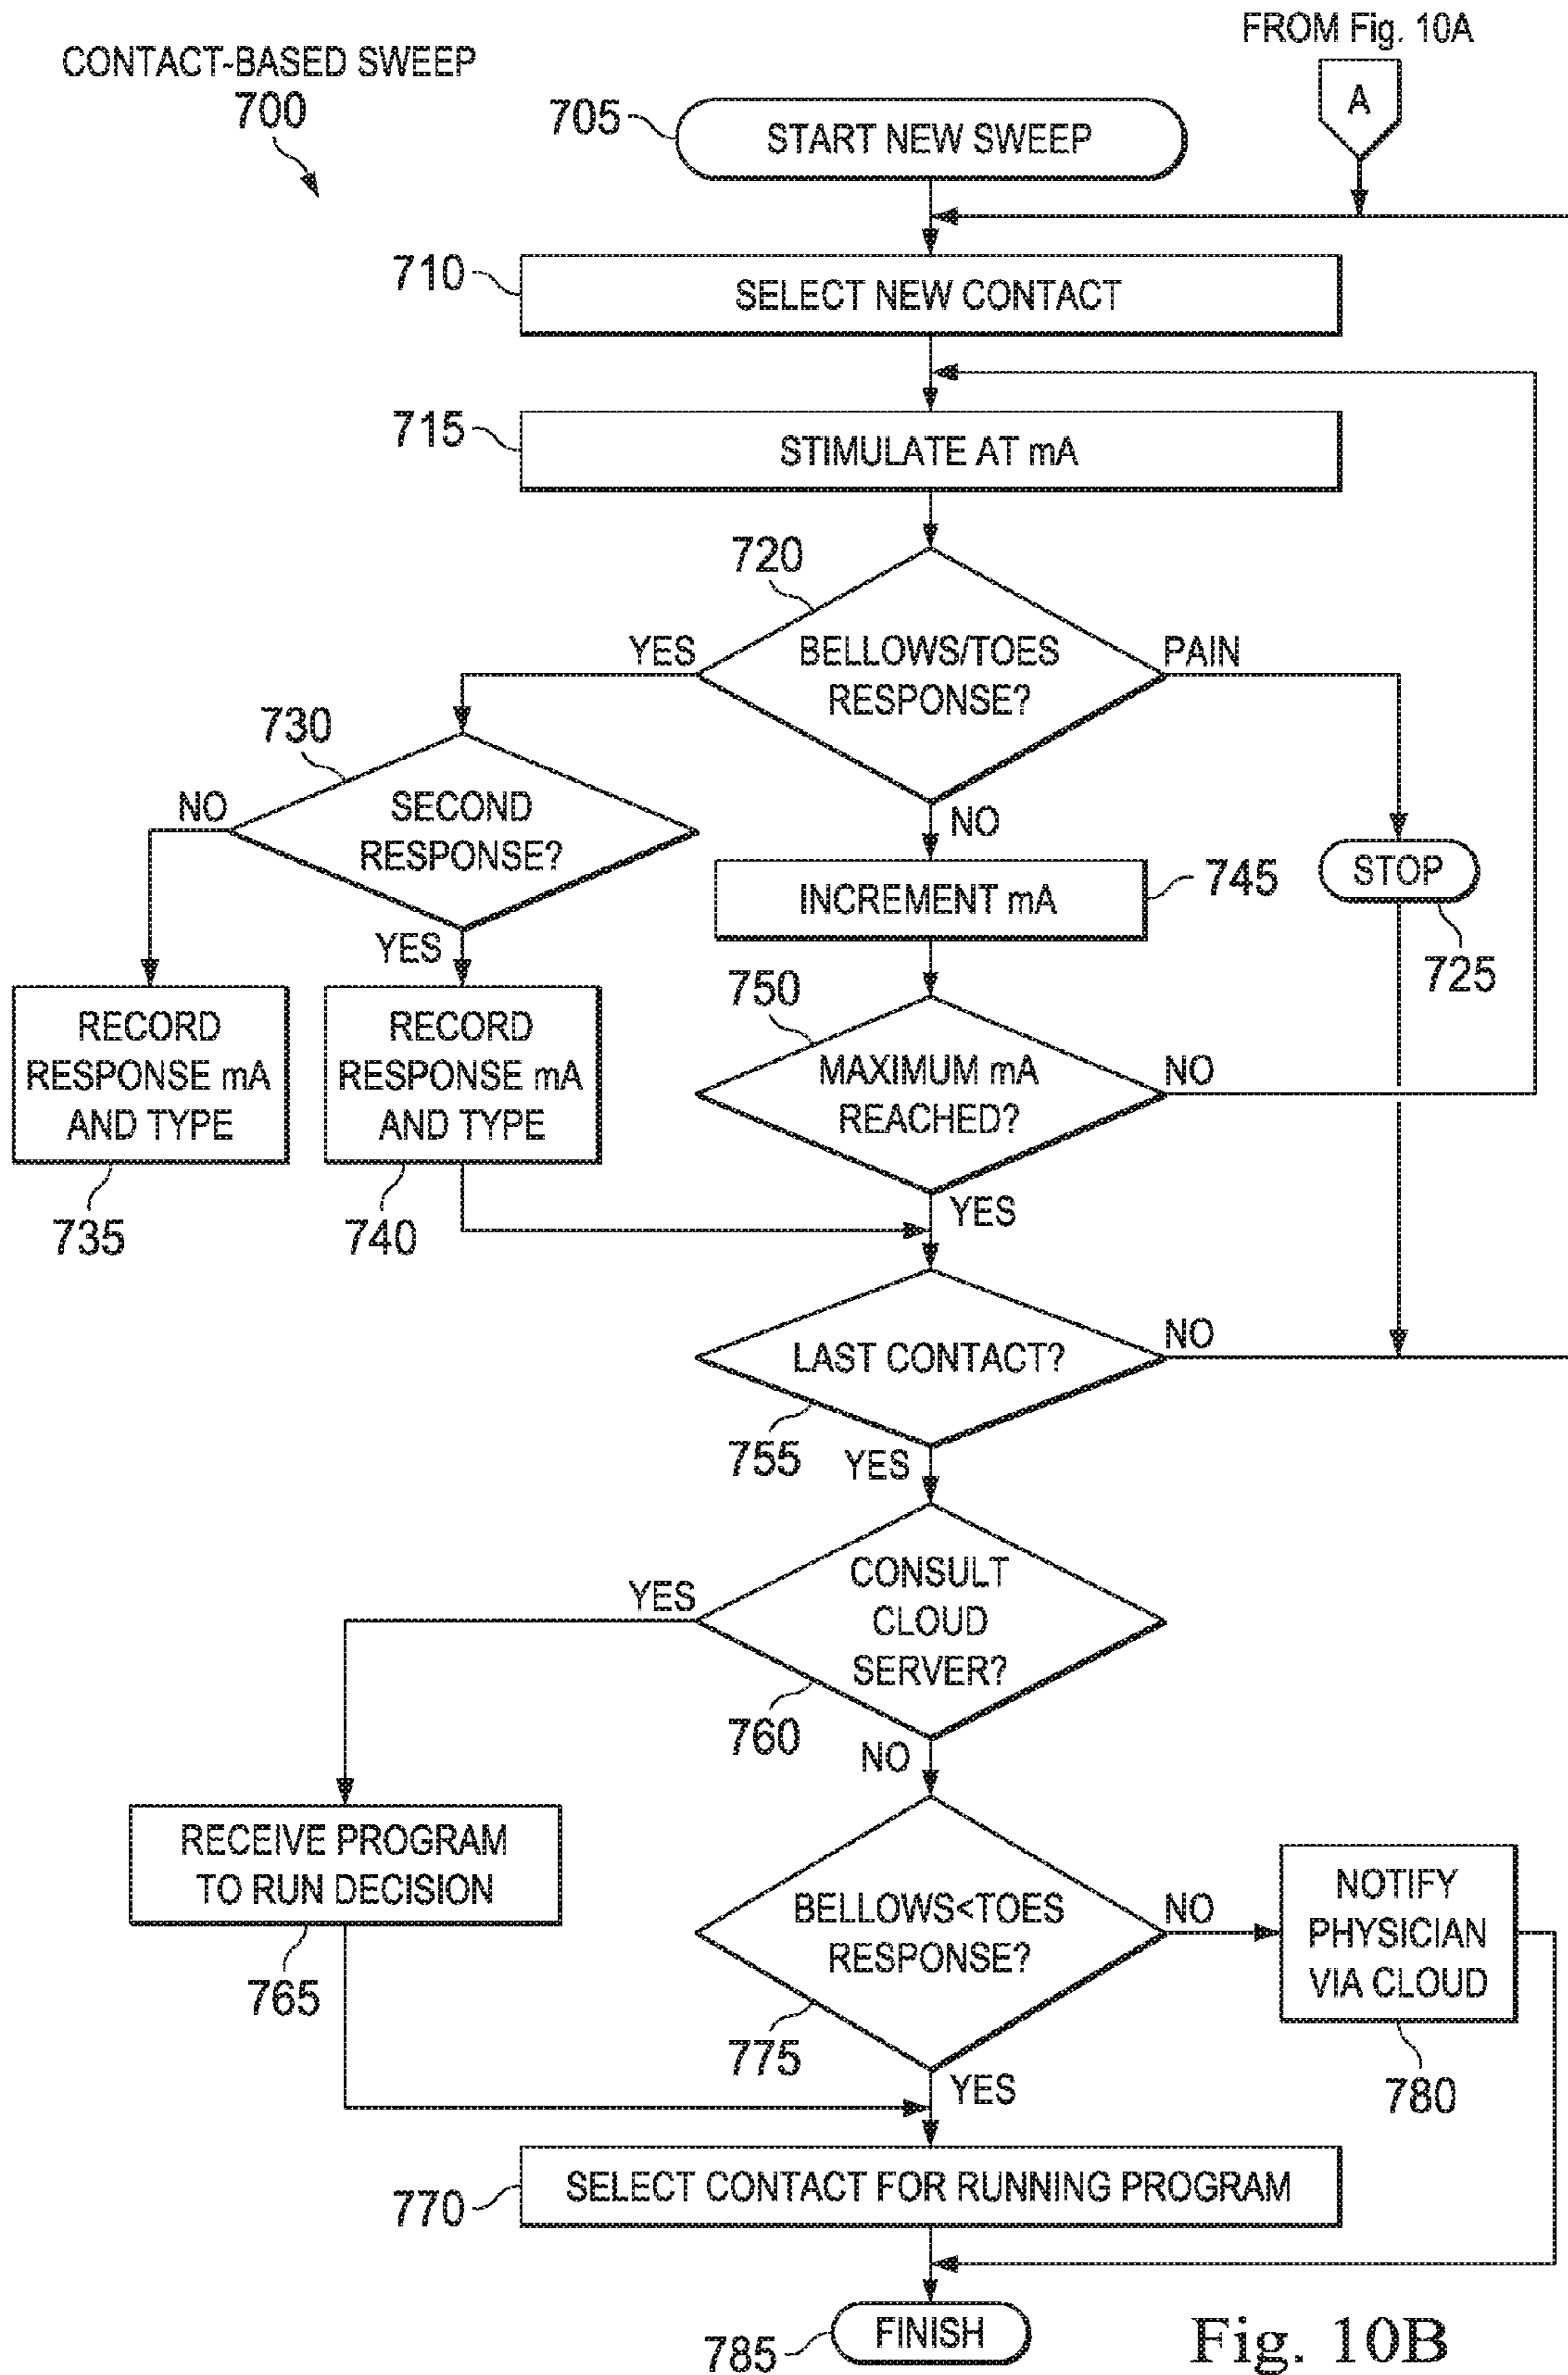 FROM Fig. 10A
CONTACT-BASED SWEEP
700
A
705
START NEW SWEEP
710
SELECT NEW CONTACT
715
STIMULATE AT mA
720
YES
BELLOWS/TOES
RESPONSE?
PAIN
730
NO
SECOND
RESPONSE?
NO
YES
INCREMENT mA
745
STOP
725
750
RECORD
RESPONSE mA
AND TYPE
RECORD
RESPONSE mA
AND TYPE
MAXIMUM mA
REACHED?
NO
735
740
YES
LAST CONTACT?
NO
755
YES
CONSULT
CLOUD
SERVER?
YES
760
NO
RECEIVE PROGRAM
TO RUN DECISION
765
BELLOWS<TOES
RESPONSE?
NO
NOTIFY
PHYSICIAN
VIA CLOUD
775
YES
780
SELECT CONTACT FOR RUNNING PROGRAM
770
FINISH
785
Fig. 10B